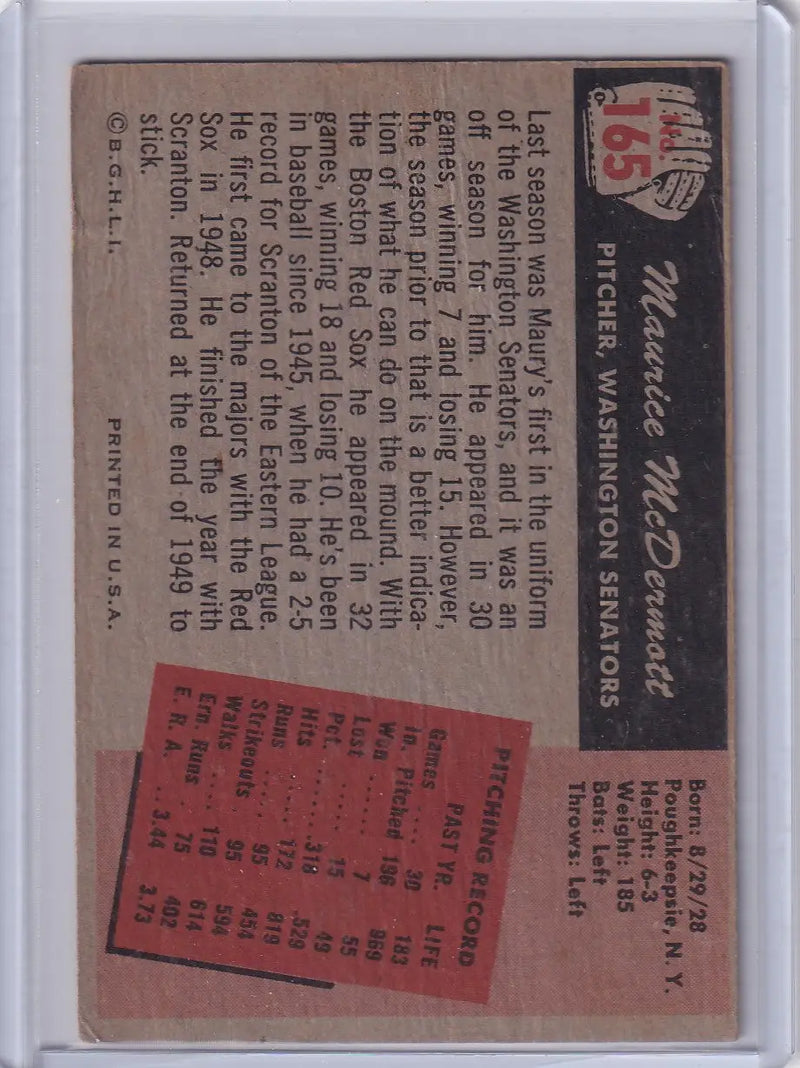 No.
165
Maurice McDermott
PITCHER, WASHINGTON SENATORS
Born: 8/29/28
Poughkeepsie, N. Y.
Height: 6-3
Weight: 185
Bats: Left
Throws: Left
Last season was Maury's first in the uniform
of the Washington Senators, and it was an
off season for him. He appeared in 30
games, winning 7 and losing 15. However,
the season prior to that is a better indica-
tion of what he can do on the mound. With
the Boston Red Sox he appeared in 32
games, winning 18 and losing 10. He's been
in baseball since 1945, when he had a 2-5
record for Scranton of the Eastern League.
He first came to the majors with the Red
Sox in 1948. He finished the year with
Scranton. Returned at the end of 1949 to
stick.
PITCHING RECORD
PAST YR. LIFE
Games .... 30 183
In. Pitched 196 969
Won ...... 7 55
Lost ...... 15 49
Pct. ...... .318 .529
Hits ...... 172 819
Runs ..... 95 454
Strikeouts . 95 594
Walks .... 110 614
Ern. Runs . 75 402
E. R. A. .. 3.44 3.73
©B.G.H.L.I. PRINTED IN U.S.A.